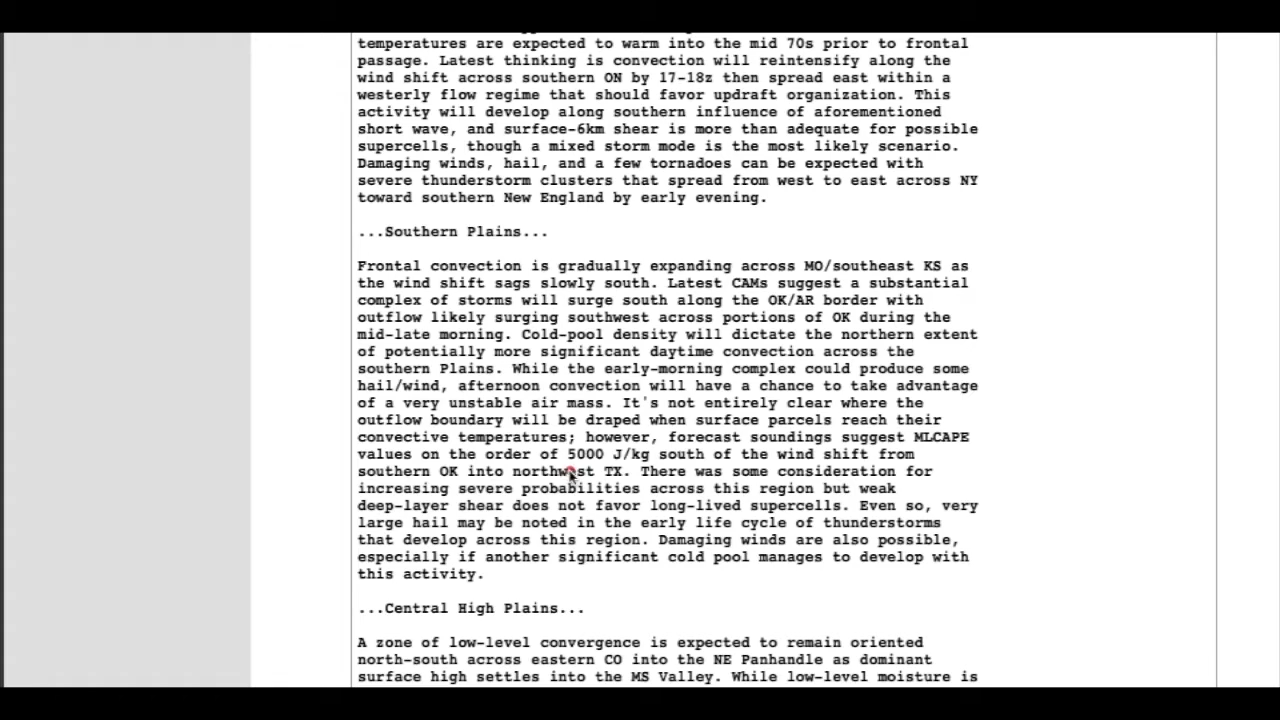 temperatures are expected to warm into the mid 70s prior to frontal
passage. Latest thinking is convection will reintensify along the
wind shift across southern ON by 17-18z then spread east within a
westerly flow regime that should favor updraft organization. This
activity will develop along southern influence of aforementioned
short wave, and surface-6km shear is more than adequate for possible
supercells, though a mixed storm mode is the most likely scenario.
Damaging winds, hail, and a few tornadoes can be expected with
severe thunderstorm clusters that spread from west to east across NY
toward southern New England by early evening.
...Southern Plains...
Frontal convection is gradually expanding across MO/southeast KS as
the wind shift sags slowly south. Latest CAMs suggest a substantial
complex of storms will surge south along the OK/AR border with
outflow likely surging southwest across portions of OK during the
mid-late morning. Cold-pool density will dictate the northern extent
of potentially more significant daytime convection across the
southern Plains. While the early-morning complex could produce some
hail/wind, afternoon convection will have a chance to take advantage
of a very unstable air mass. It's not entirely clear where the
outflow boundary will be draped when surface parcels reach their
convective temperatures; however, forecast soundings suggest MLCAPE
values on the order of 5000 J/kg south of the wind shift from
southern OK into northwest TX. There was some consideration for
increasing severe probabilities across this region but weak
deep-layer shear does not favor long-lived supercells. Even so, very
large hail may be noted in the early life cycle of thunderstorms
that develop across this region. Damaging winds are also possible,
especially if another significant cold pool manages to develop with
this activity.
...Central High Plains...
A zone of low-level convergence is expected to remain oriented
north-south across eastern CO into the NE Panhandle as dominant
surface high settles into the MS Valley. While low-level moisture is